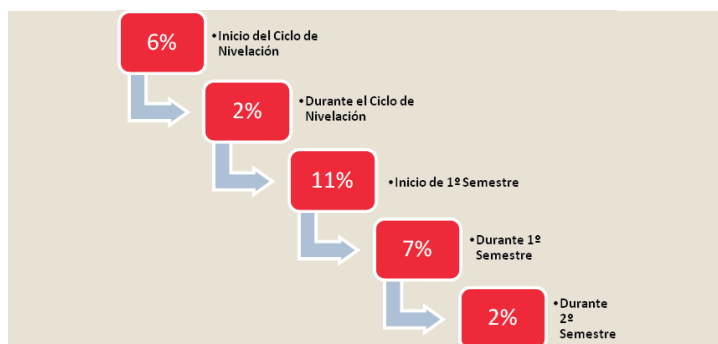 6%
•Inicio del Ciclo de
Nivelación
2%
•Durante el Ciclo de
Nivelación
11%
•Inicio de 1º Semestre
7%
•Durante 1º
Semestre
2%
•Durante
2º
Semestre